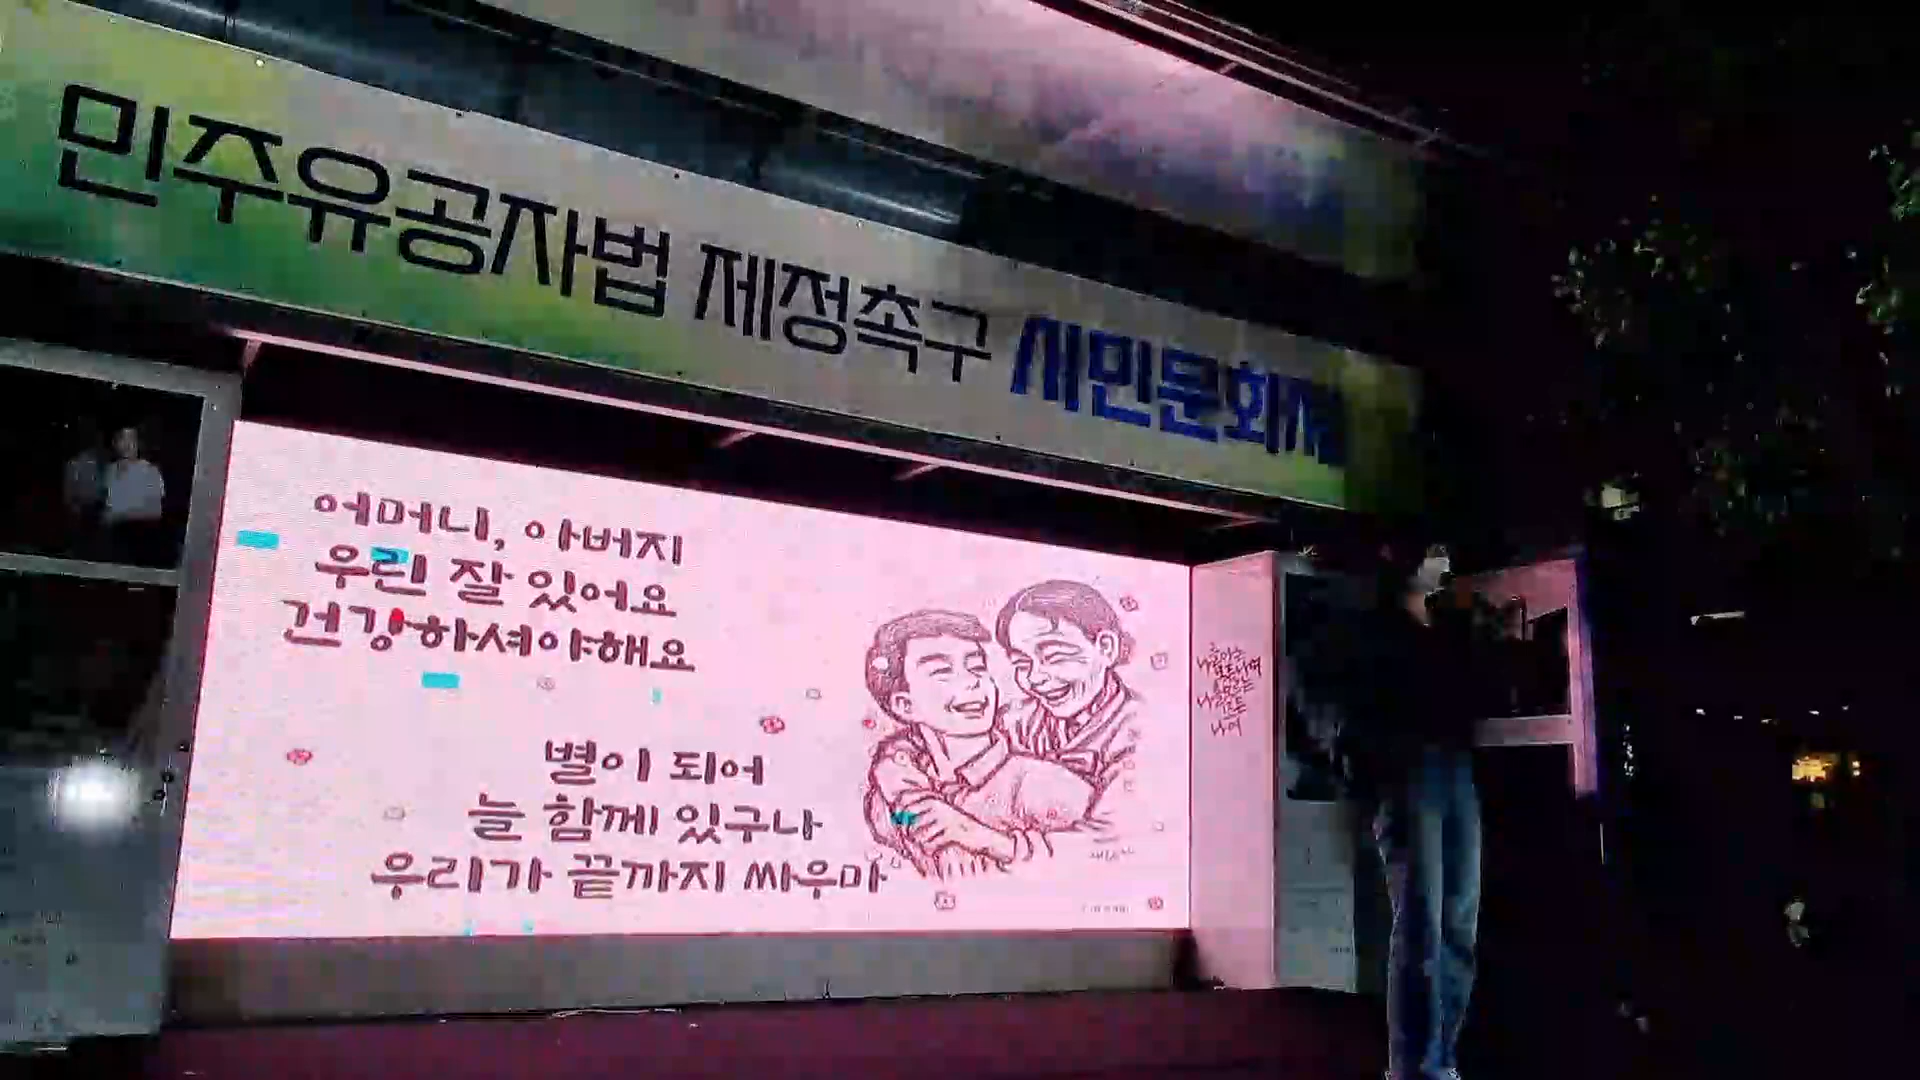 민주유공자법 제정촉구 시민문화제
어머니, 아버지
우린 잘 있어요
건강하셔야해요
별이 되어
늘 함께 있구나
우리가 끝까지 싸우마